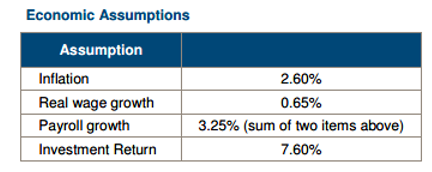 Economic Assumptions
Assumption
Inflation 2.60%
Real wage growth 0.65%
Payroll growth 3.25% (sum of two items above)
Investment Return 7.60%